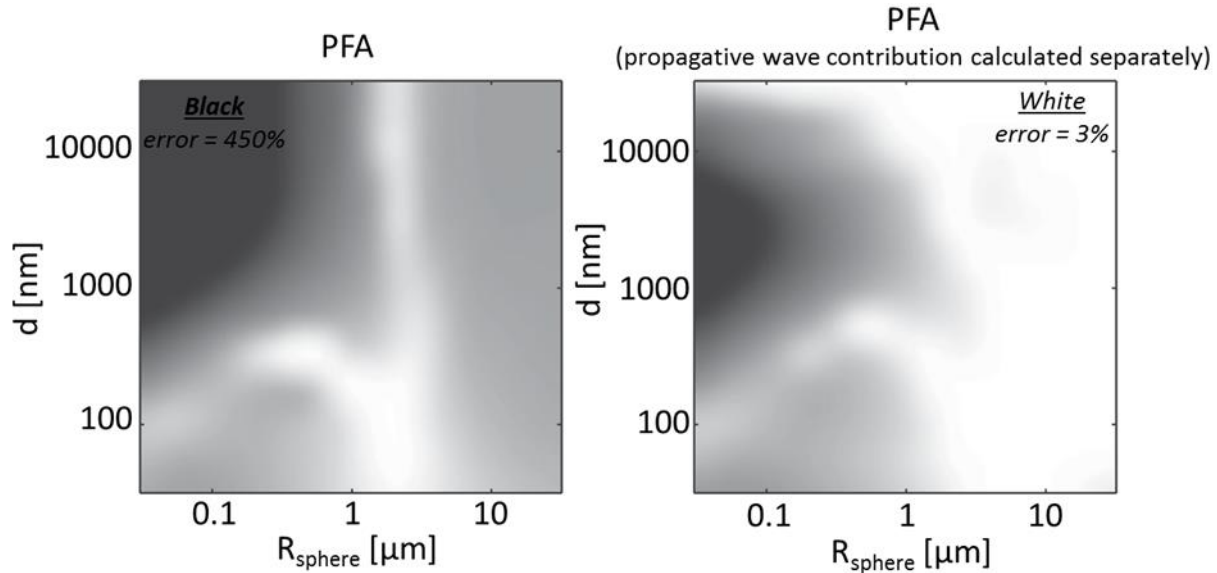 PFA
Black
error = 450%
10000
1000
100
d [nm]
0.1 1 10
R_sphere [µm]
PFA
(propagative wave contribution calculated separately)
White
error = 3%
10000
1000
100
d [nm]
0.1 1 10
R_sphere [µm]